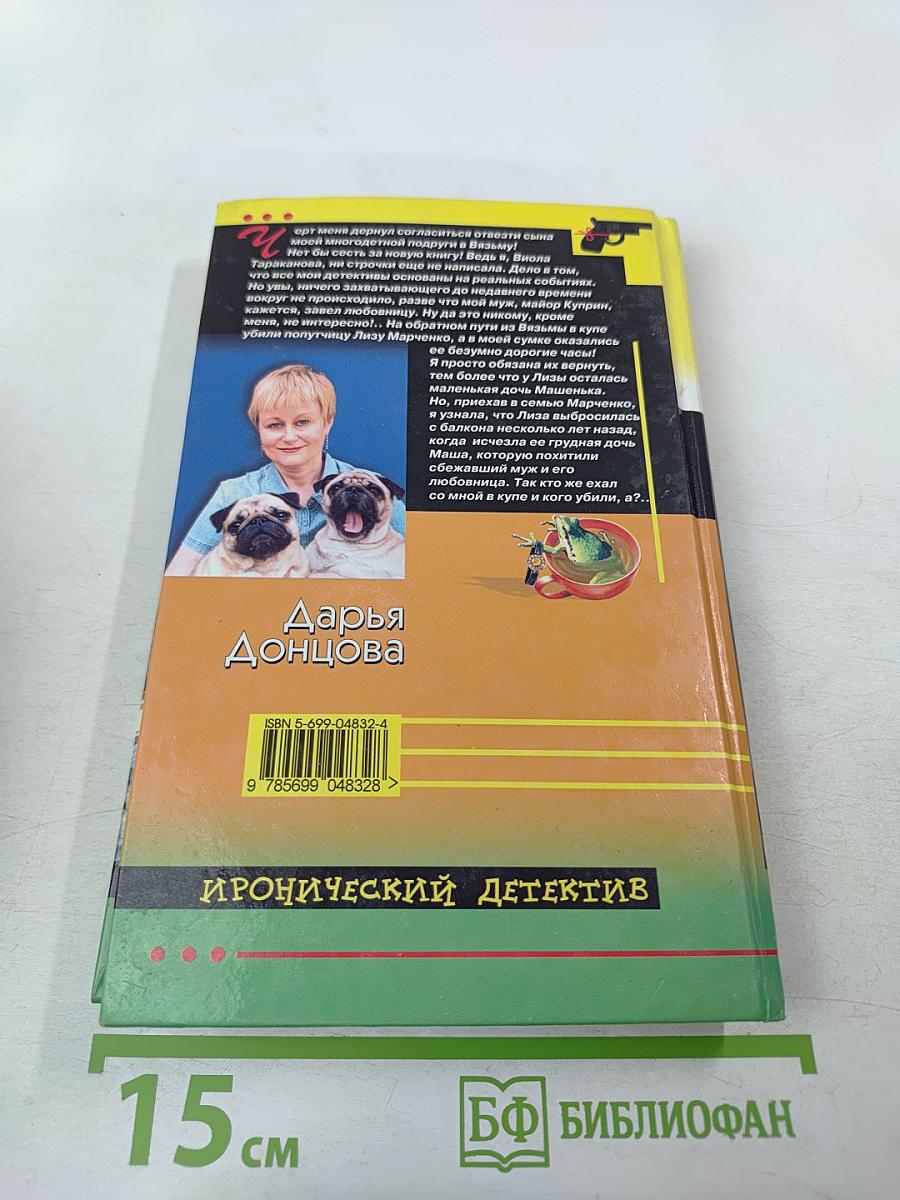 Черт меня дернул согласиться отвезти сына
моей многодетной подруги в Вязьму!
Нет бы сесть за новую книгу! Ведь я, Виола
Тараканова, ни строчки еще не написала. Дело в том,
что все мои детективы основаны на реальных событиях.
Но увы, ничего захватывающего до недавнего времени
вокруг не происходило, разве что мой муж, майор Куприн,
кажется, завел любовницу. Ну да это никому, кроме
меня, не интересно!.. На обратном пути из Вязьмы в купе
убили попутчицу Лизу Марченко, а в моей сумке оказались
ее безумно дорогие часы!
Я просто обязана их вернуть,
тем более что у Лизы осталась
маленькая дочь Машенька.
Но, приехав в семью Марченко,
я узнала, что Лиза выбросилась
с балкона несколько лет назад,
когда исчезла ее грудная дочь
Маша, которую похитили
сбежавший муж и его
любовница. Так кто же ехал
со мной в купе и кого убили, а?..
Дарья
Донцова
ISBN 5-699-04832-4
9 785699 048328 >
ИРОНИЧЕСКИЙ ДЕТЕКТИВ
15 см
БФ БИБЛИОФАН